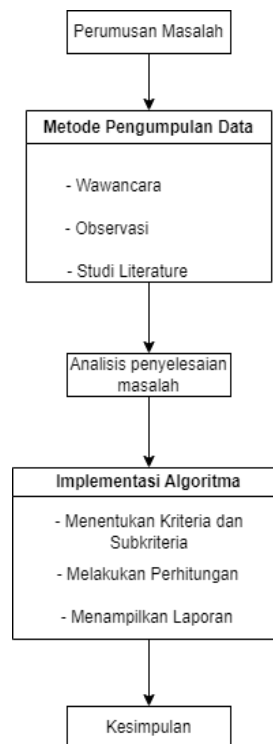 Perumusan Masalah
Metode Pengumpulan Data
- Wawancara
- Observasi
- Studi Literature
Analisis penyelesaian
masalah
Implementasi Algoritma
- Menentukan Kriteria dan
Subkriteria
- Melakukan Perhitungan
- Menampilkan Laporan
Kesimpulan